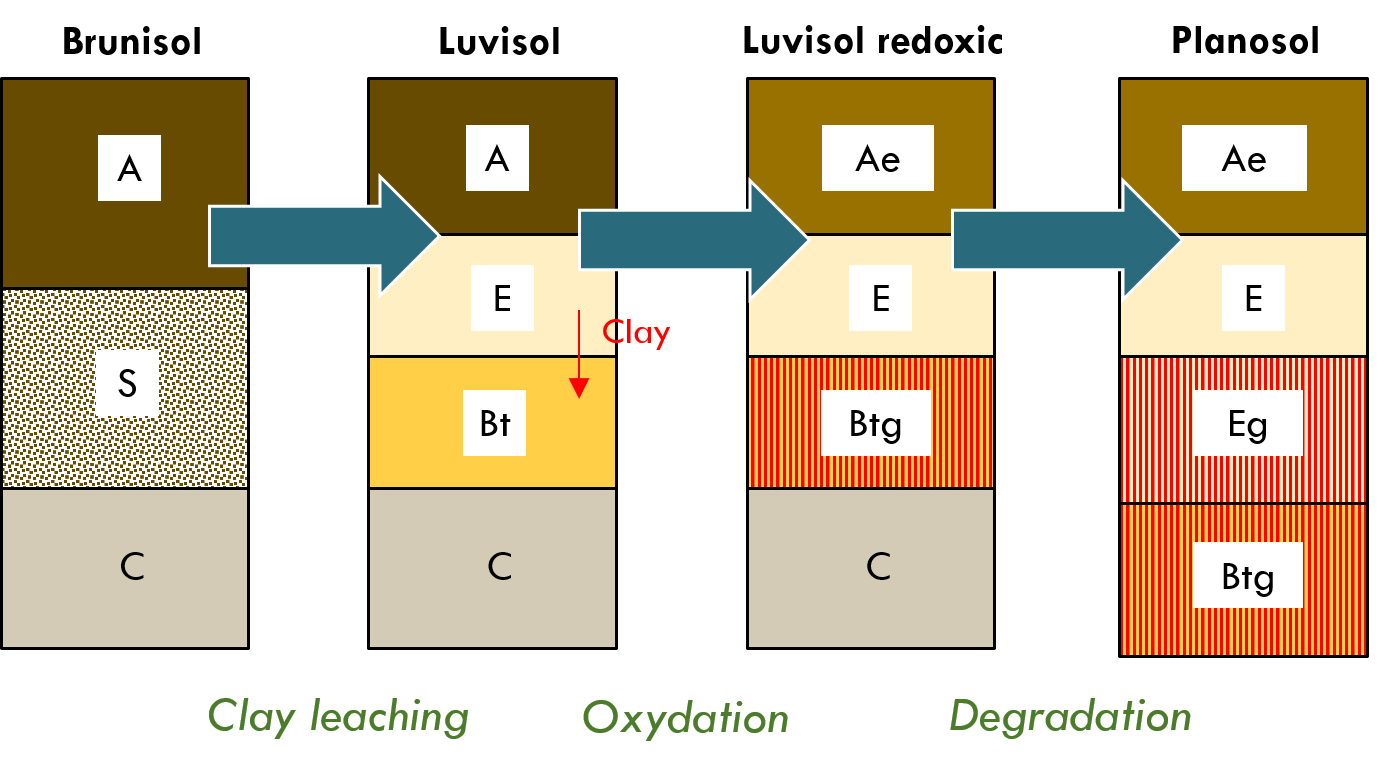 Brunisol
Luvisol
Luvisol redoxic
Planosol
A
A
Ae
Ae
E
E
E
Clay
S
Bt
Btg
Eg
C
C
C
Btg
Clay leaching
Oxydation
Degradation